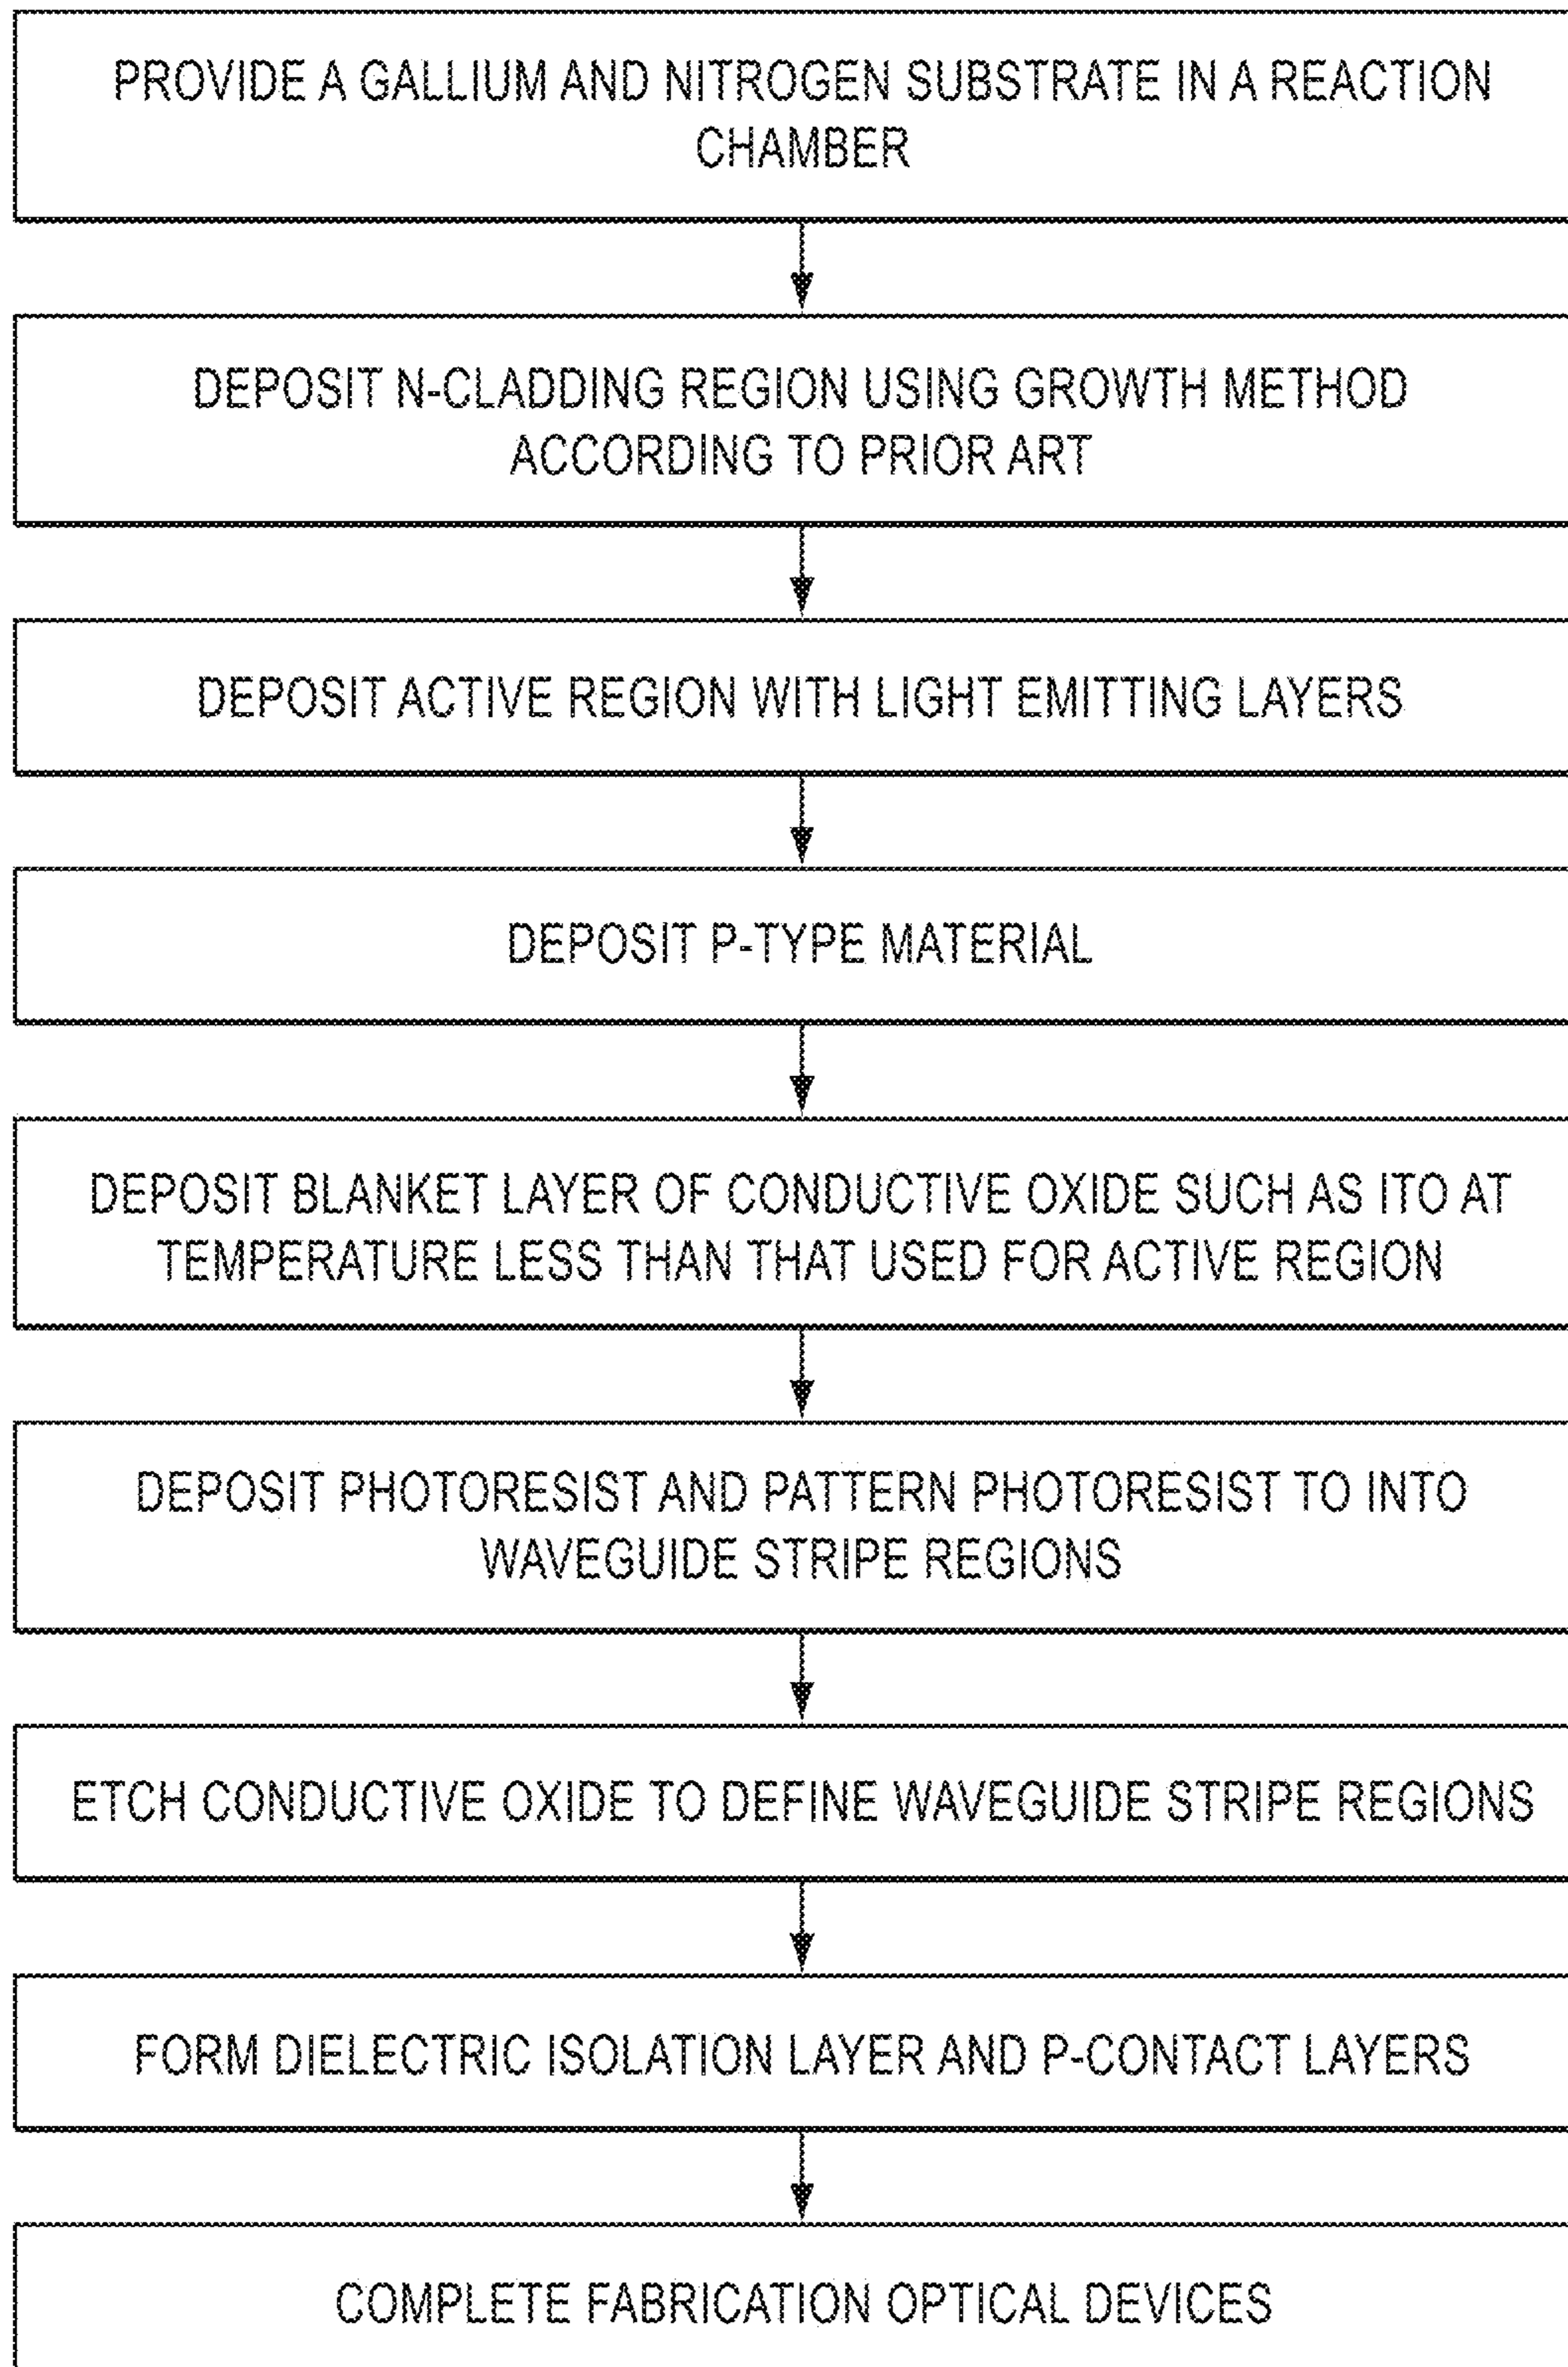 PROVIDE A GALLIUM AND NITROGEN SUBSTRATE IN A REACTION
CHAMBER
DEPOSIT N-CLADDING REGION USING GROWTH METHOD
ACCORDING TO PRIOR ART
DEPOSIT ACTIVE REGION WITH LIGHT EMITTING LAYERS
DEPOSIT P-TYPE MATERIAL
DEPOSIT BLANKET LAYER OF CONDUCTIVE OXIDE SUCH AS ITO AT
TEMPERATURE LESS THAN THAT USED FOR ACTIVE REGION
DEPOSIT PHOTORESIST AND PATTERN PHOTORESIST TO INTO
WAVEGUIDE STRIPE REGIONS
ETCH CONDUCTIVE OXIDE TO DEFINE WAVEGUIDE STRIPE REGIONS
FORM DIELECTRIC ISOLATION LAYER AND P-CONTACT LAYERS
COMPLETE FABRICATION OPTICAL DEVICES